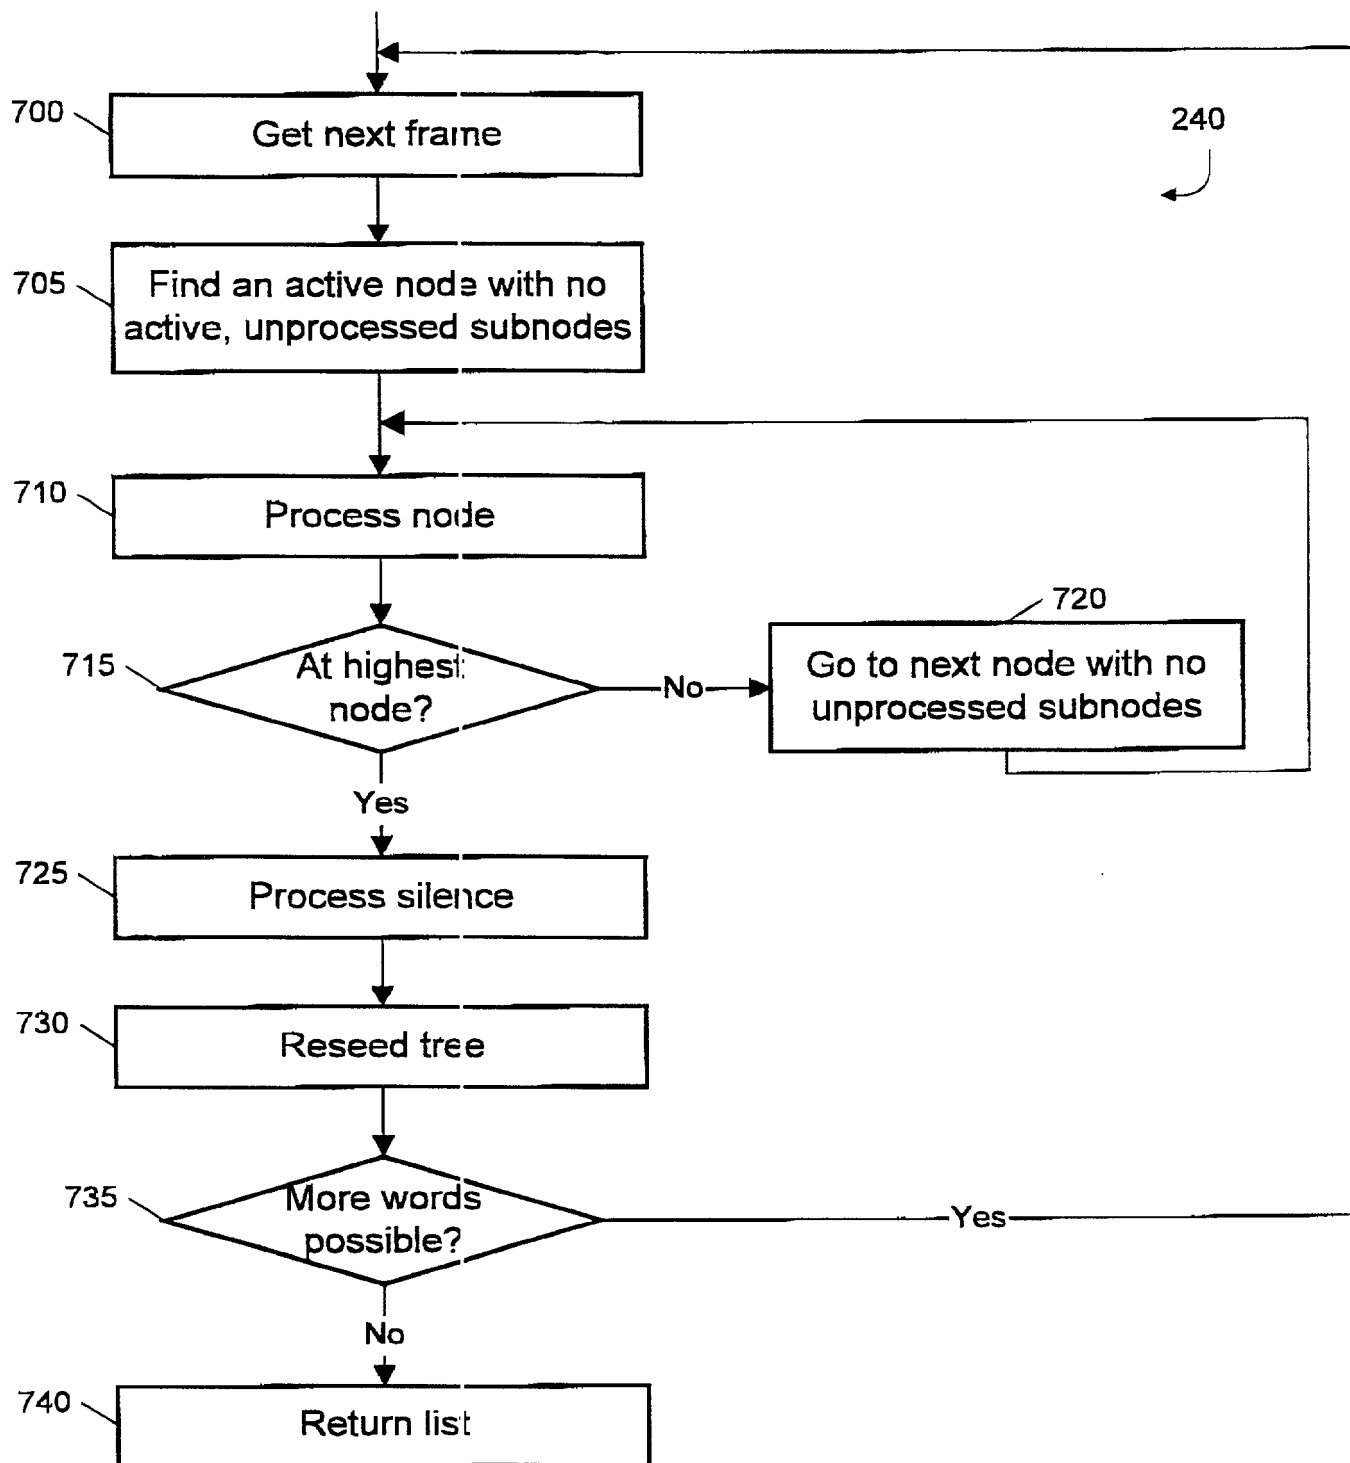 700
Get next frame
240
705
Find an active node with no
active, unprocessed subnodes
710
Process node
720
715
At highest
node?
No
Go to next node with no
unprocessed subnodes
Yes
725
Process silence
730
Reseed tree
735
More words
possible?
Yes
No
740
Return list